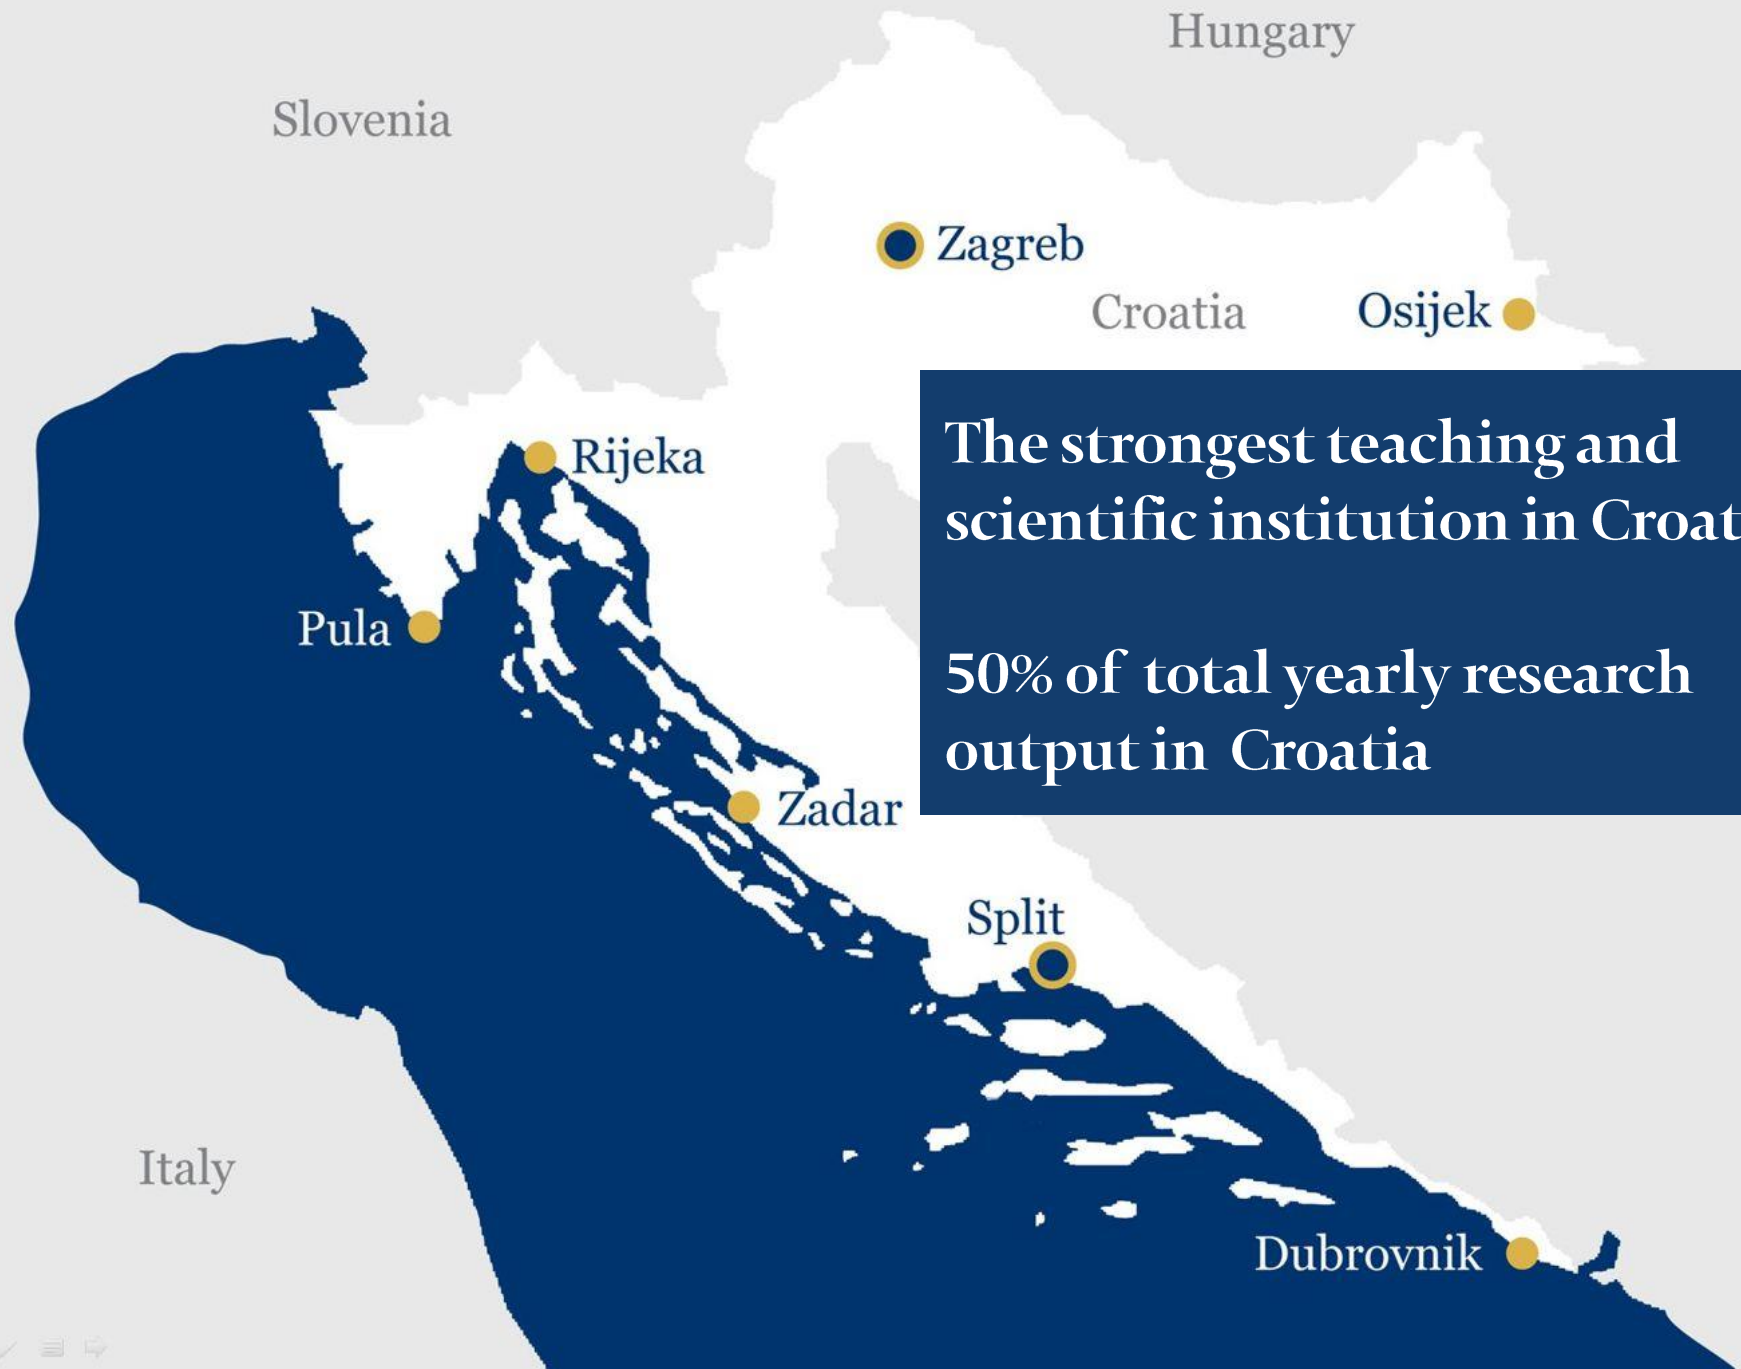 Hungary
Slovenia
Zagreb
Croatia
Osijek
The strongest teaching and
scientific institution in Croat
Rijeka
Pula
50% of total yearly research
output in Croatia
Zadar
Split
Italy
Dubrovnik